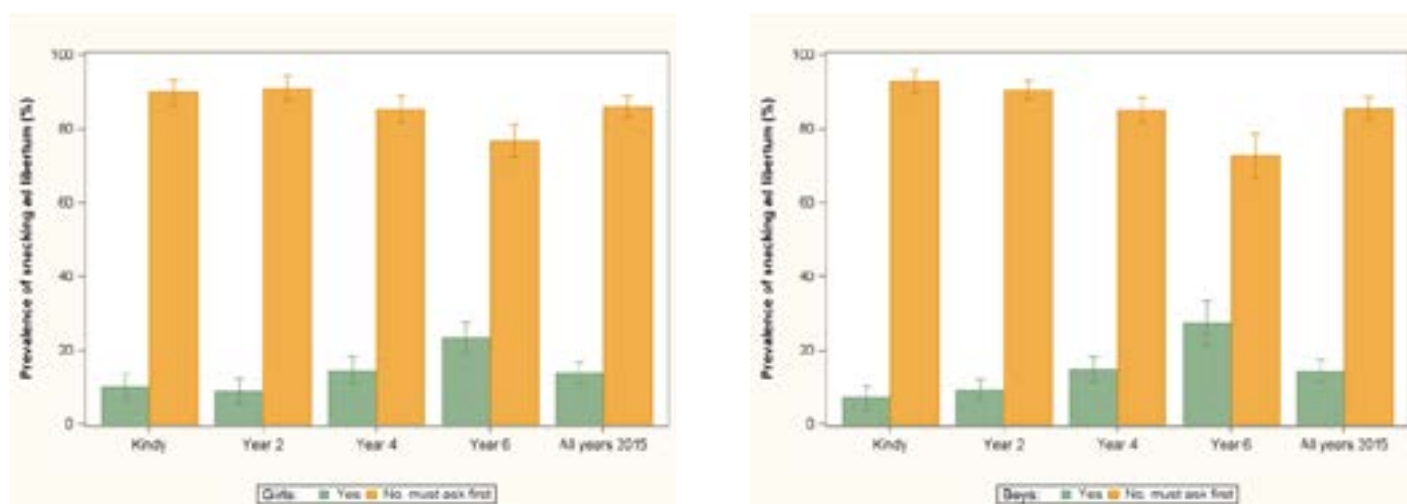 Prevalence of snacking ad libertum (%)
100
80
60
40
20
0
Kindy Year 2 Year 4 Year 6 All years 2015
Girls: Yes No, must ask first
Prevalence of snacking ad libertum (%)
100
80
60
40
20
0
Kindy Year 2 Year 4 Year 6 All years 2015
Boys: Yes No, must ask first